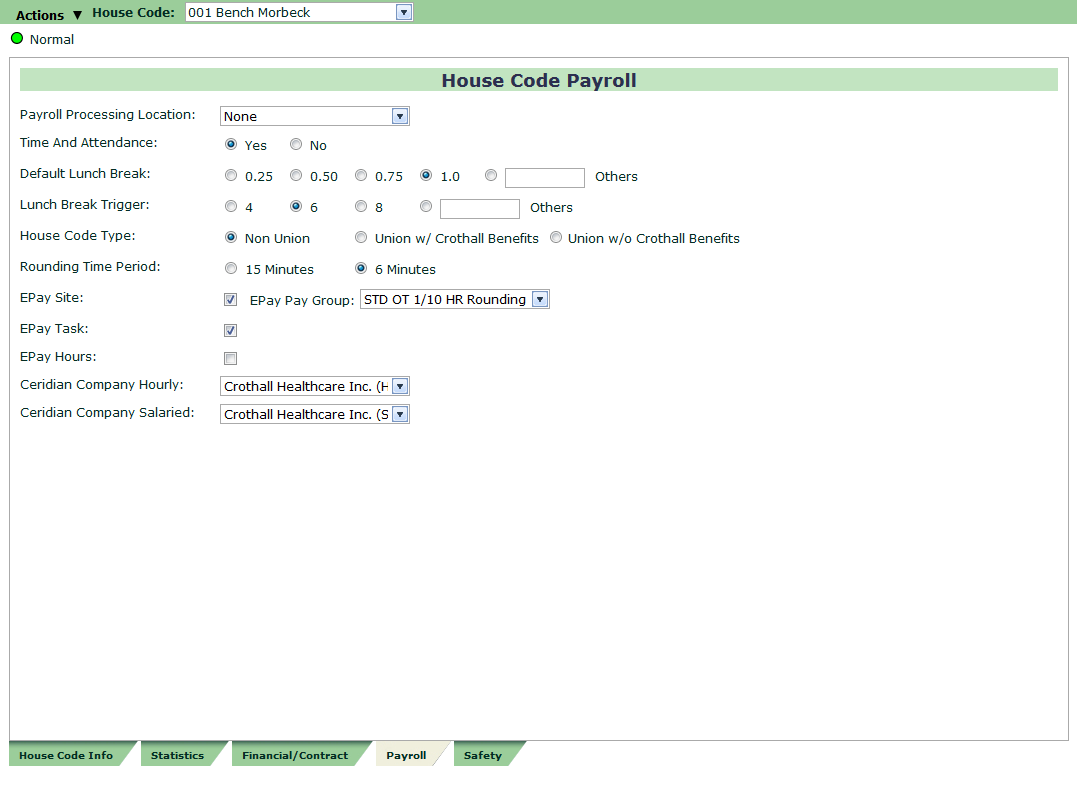 Actions ▼ House Code: 001 Bench Morbeck
Normal
House Code Payroll
Payroll Processing Location: None
Time And Attendance: Yes No
Default Lunch Break: 0.25 0.50 0.75 1.0 Others
Lunch Break Trigger: 4 6 8 Others
House Code Type: Non Union Union w/ Crothall Benefits Union w/o Crothall Benefits
Rounding Time Period: 15 Minutes 6 Minutes
EPay Site: EPay Pay Group: STD OT 1/10 HR Rounding
EPay Task:
EPay Hours:
Ceridian Company Hourly: Crothall Healthcare Inc. (H
Ceridian Company Salaried: Crothall Healthcare Inc. (S
House Code Info Statistics Financial/Contract Payroll Safety